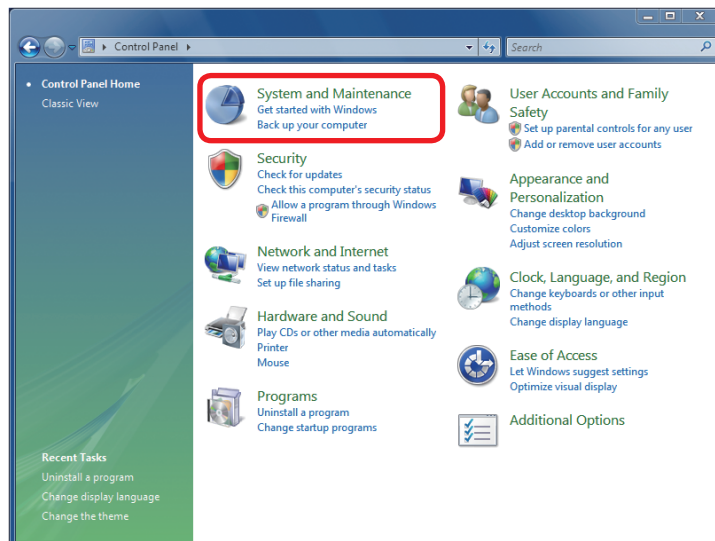 Control Panel
Search
Control Panel Home
Classic View
System and Maintenance
Get started with Windows
Back up your computer
Security
Check for updates
Check this computer's security status
Allow a program through Windows
Firewall
Network and Internet
View network status and tasks
Set up file sharing
Hardware and Sound
Play CDs or other media automatically
Printer
Mouse
Programs
Uninstall a program
Change startup programs
User Accounts and Family
Safety
Set up parental controls for any user
Add or remove user accounts
Appearance and
Personalization
Change desktop background
Customize colors
Adjust screen resolution
Clock, Language, and Region
Change keyboards or other input
methods
Change display language
Ease of Access
Let Windows suggest settings
Optimize visual display
Additional Options
Recent Tasks
Uninstall a program
Change display language
Change the theme